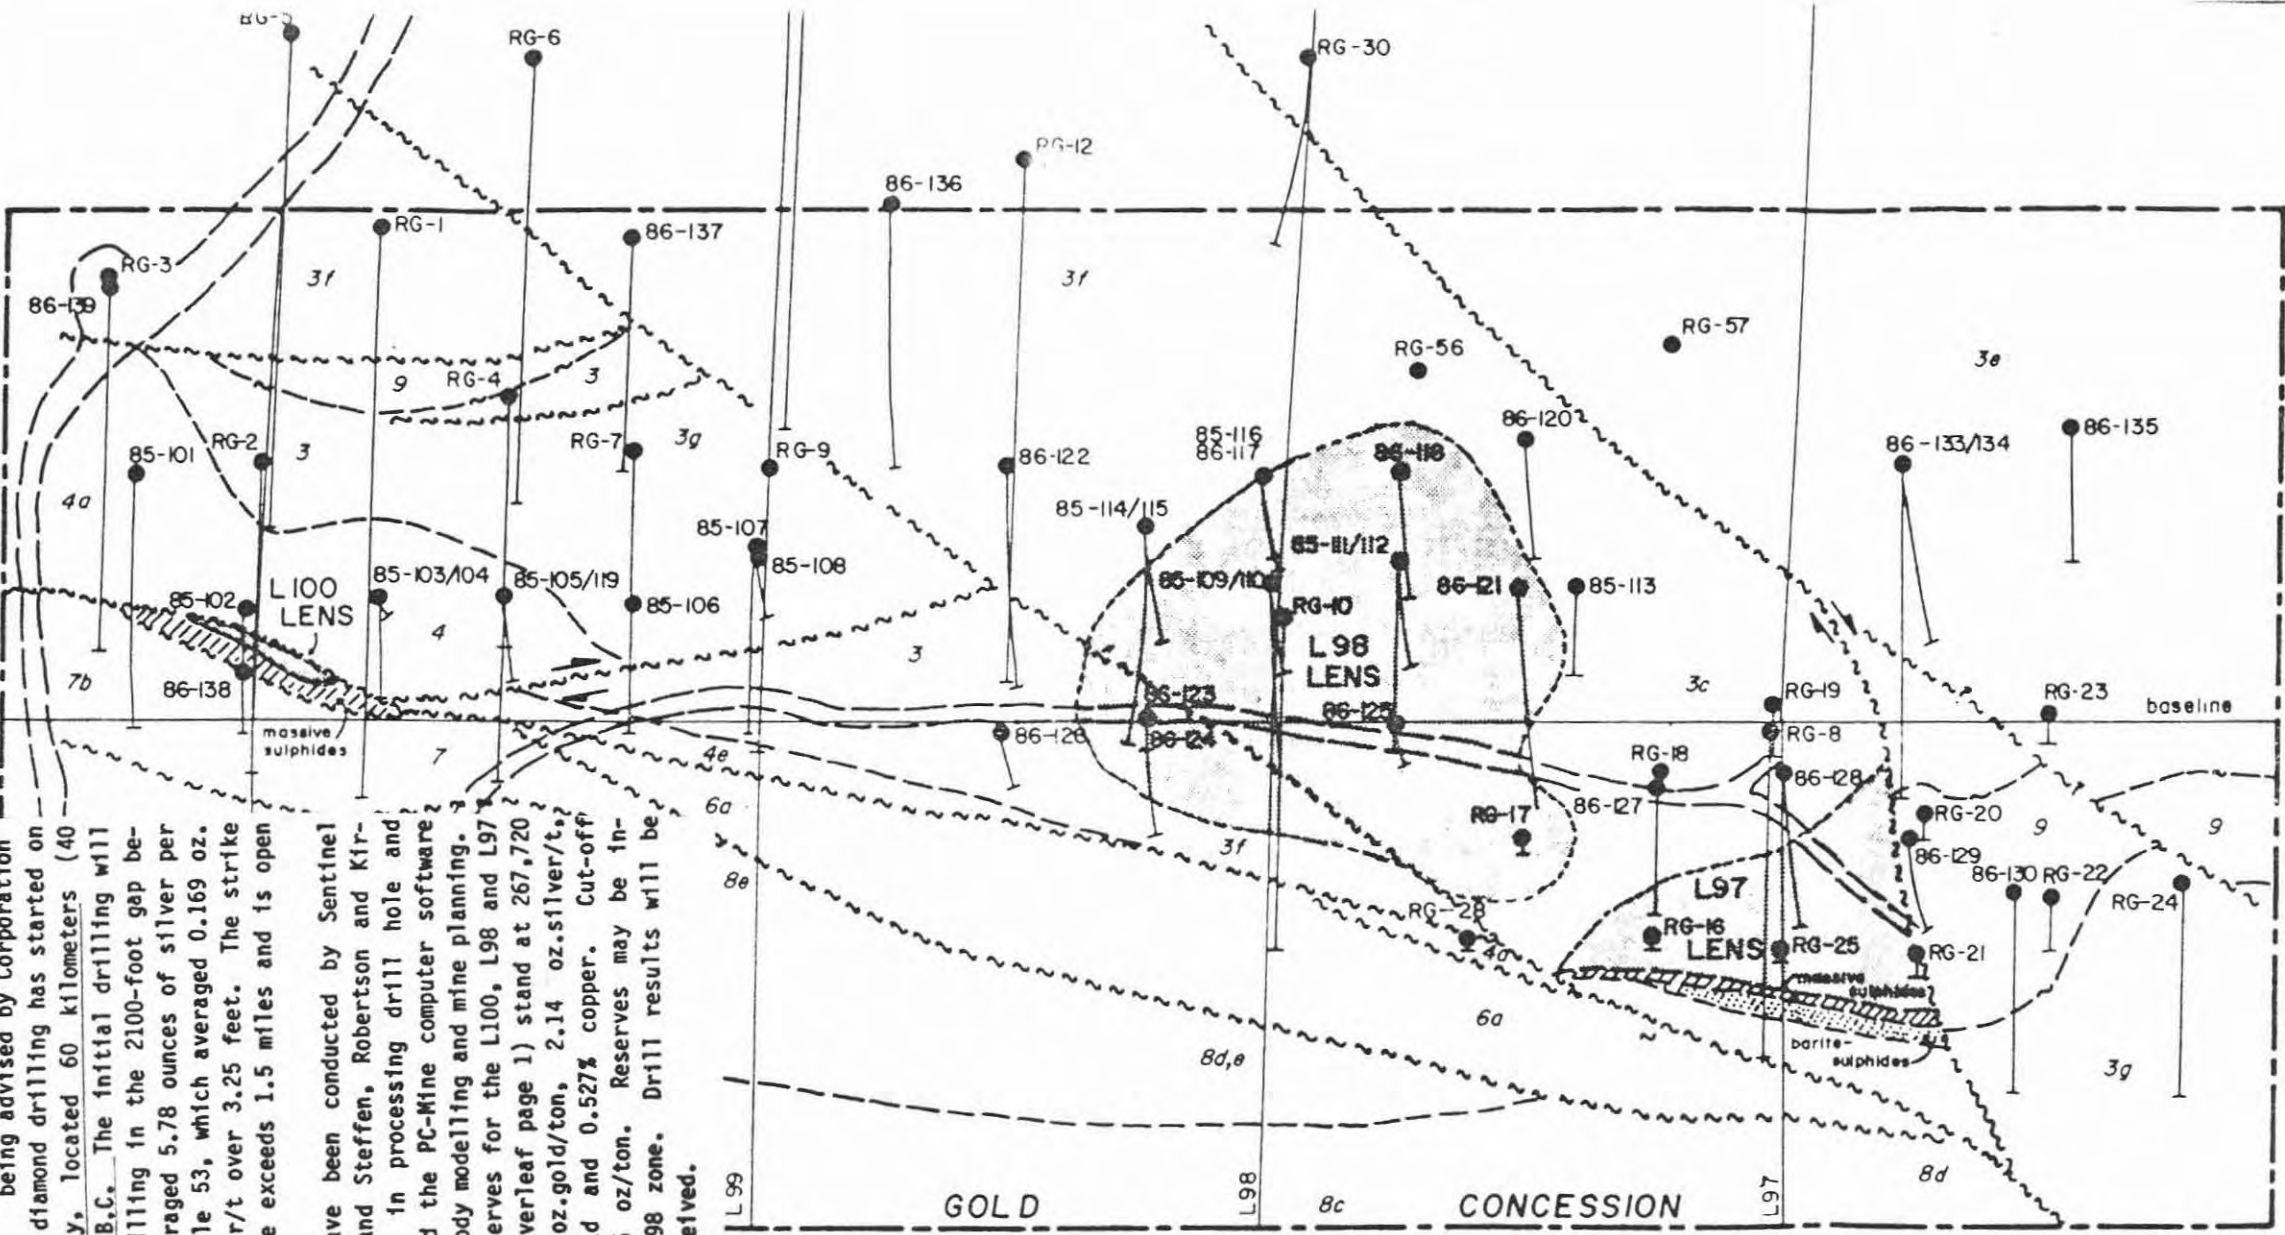 RG-6
RG-30
RG-12
86-136
RG-1
86-137
RG-3
3f
3f
86-139
RG-57
RG-56
3e
9
RG-4
3
86-120
85-116
86-117
86-135
RG-2
3
RG-7
3g
RG-9
86-122
86-118
86-133/134
85-101
4a
85-114/115
85-107
85-111/112
85-108
L100
LENS
85-103/104
85-105/119
85-109/110
86-121
85-113
85-102
85-106
RG-10
4
L98
LENS
3
7b
86-138
86-123
3c
RG-19
RG-23
baseline
massive
sulphides
7
4e
86-126
86-124
86-125
RG-8
RG-18
86-128
6a
86-127
RG-17
RG-20
9
9
3f
86-129
8e
86-130
RG-22
RG-24
L97
LENS
RG-28
RG-16
RG-25
RG-21
4a
massive
sulphides
6a
barite-
sulphides
8d,e
3g
8d
L99
L98
L97
GOLD
8c
CONCESSION
being advised by Corporation
diamond drilling has started on
y, located 60 kilometers (40
B.C. The initial drilling will
lling in the 2100-foot gap be-
raged 5.78 ounces of silver per
le 53, which averaged 0.169 oz.
r/t over 3.25 feet. The strike
e exceeds 1.5 miles and is open
ave been conducted by Sentinel
and Steffen, Robertson and Kir-
in processing drill hole and
d the PC-Mine computer software
ody modelling and mine planning.
erves for the L100, L98 and L97
verleaf page 1) stand at 267,720
oz.gold/ton, 2.14 oz.silver/t,
d and 0.527% copper. Cut-off
oz/ton. Reserves may be in-
98 zone. Drill results will be
eived.